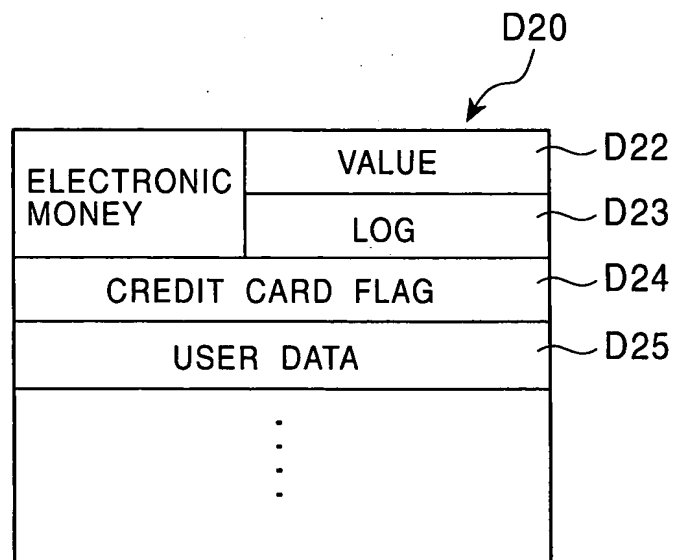 D20
VALUE
D22
ELECTRONIC
MONEY
LOG
D23
CREDIT CARD FLAG
D24
USER DATA
D25